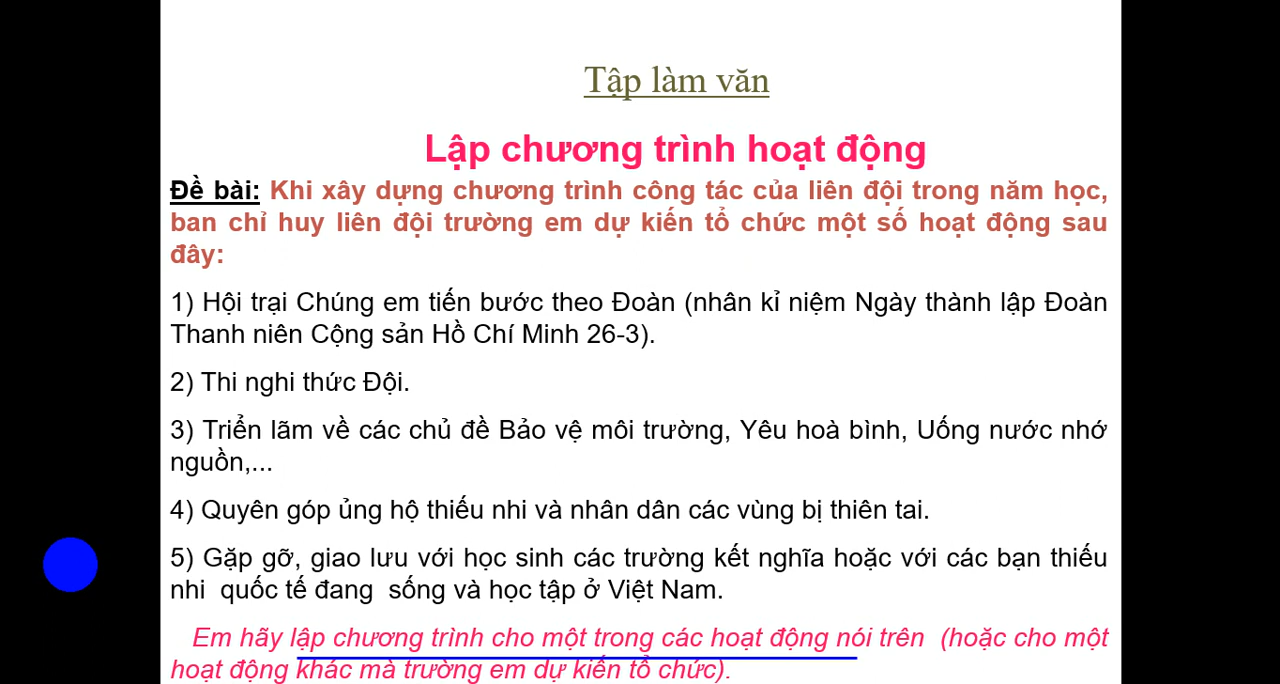 Tập làm văn
Lập chương trình hoạt động
Đề bài: Khi xây dựng chương trình công tác của liên đội trong năm học,
ban chỉ huy liên đội trường em dự kiến tổ chức một số hoạt động sau
đây:
1) Hội trại Chúng em tiến bước theo Đoàn (nhân kỉ niệm Ngày thành lập Đoàn
Thanh niên Cộng sản Hồ Chí Minh 26-3).
2) Thi nghi thức Đội.
3) Triển lãm về các chủ đề Bảo vệ môi trường, Yêu hoà bình, Uống nước nhớ
nguồn,...
4) Quyên góp ủng hộ thiếu nhi và nhân dân các vùng bị thiên tai.
5) Gặp gỡ, giao lưu với học sinh các trường kết nghĩa hoặc với các bạn thiếu
nhi quốc tế đang sống và học tập ở Việt Nam.
Em hãy lập chương trình cho một trong các hoạt động nói trên (hoặc cho một
hoạt động khác mà trường em dự kiến tổ chức).